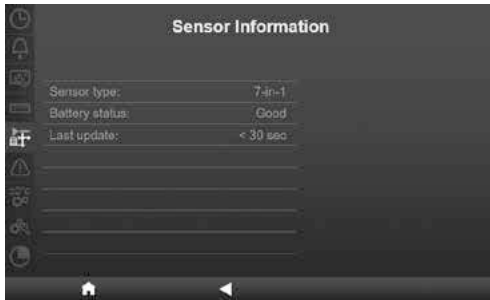 Sensor Information
Sensor type: 7-in-1
Battery status: Good
Last update: < 30 sec